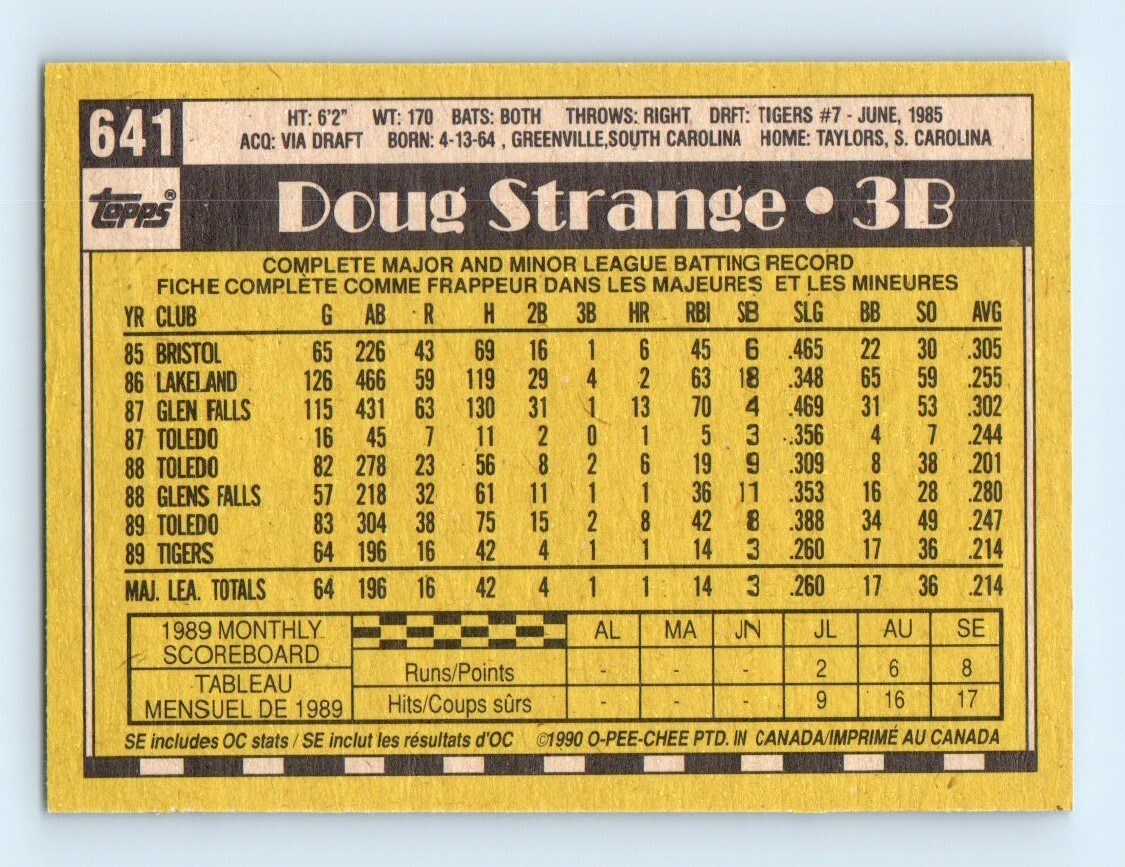 641
HT: 6'2" WT: 170 BATS: BOTH THROWS: RIGHT DRFT: TIGERS #7 - JUNE, 1985
ACQ: VIA DRAFT BORN: 4-13-64 , GREENVILLE,SOUTH CAROLINA HOME: TAYLORS, S. CAROLINA
Topps®
Doug Strange • 3B
COMPLETE MAJOR AND MINOR LEAGUE BATTING RECORD
FICHE COMPLÈTE COMME FRAPPEUR DANS LES MAJEURES ET LES MINEURES
YR CLUB G AB R H 2B 3B HR RBI SB SLG BB SO AVG
85 BRISTOL 65 226 43 69 16 1 6 45 6 .465 22 30 .305
86 LAKELAND 126 466 59 119 29 4 2 63 18 .348 65 59 .255
87 GLEN FALLS 115 431 63 130 31 1 13 70 4 .469 31 53 .302
87 TOLEDO 16 45 7 11 2 0 1 5 3 .356 4 7 .244
88 TOLEDO 82 278 23 56 8 2 6 19 9 .309 8 38 .201
88 GLENS FALLS 57 218 32 61 11 1 1 36 11 .353 16 28 .280
89 TOLEDO 83 304 38 75 15 2 8 42 8 .388 34 49 .247
89 TIGERS 64 196 16 42 4 1 1 14 3 .260 17 36 .214
MAJ. LEA. TOTALS 64 196 16 42 4 1 1 14 3 .260 17 36 .214
1989 MONTHLY
SCOREBOARD
TABLEAU
MENSUEL DE 1989
AL MA JN JL AU SE
Runs/Points - - - 2 6 8
Hits/Coups sûrs - - - 9 16 17
SE includes OC stats / SE inclut les résultats d'OC ©1990 O-PEE-CHEE PTD. IN CANADA/IMPRIMÉ AU CANADA